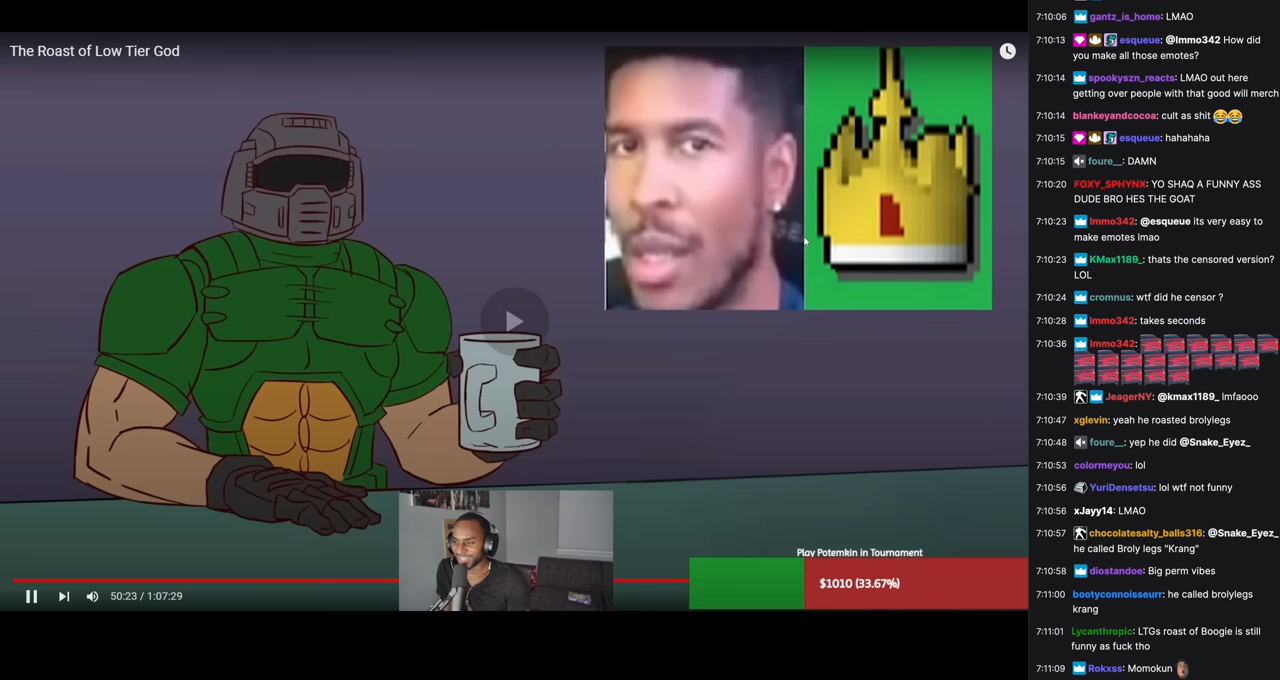 The Roast of Low Tier God
Play Potemkin in Tournament
$1010 (33.67%)
50:23 / 1:07:29
7:10:06 gantz_is_home: LMAO
7:10:13 esqueue: @Immo342 How did
you make all those emotes?
7:10:14 spookyszn_reacts: LMAO out here
getting over people with that good will merch
7:10:14 blankeyandcocoa: cult as shit 😂😂
7:10:15 esqueue: hahahaha
7:10:15 foure__: DAMN
7:10:20 FOXY_SPHYNX: YO SHAQ A FUNNY ASS
DUDE BRO HES THE GOAT
7:10:23 Immo342: @esqueue its very easy to
make emotes lmao
7:10:23 KMax1189_: thats the censored version?
LOL
7:10:24 cromnus: wtf did he censor ?
7:10:28 Immo342: takes seconds
7:10:36 Immo342:
7:10:39 JeagerNY: @kmax1189_ lmfaooo
7:10:47 xglevin: yeah he roasted brolylegs
7:10:48 foure__: yep he did @Snake_Eyez_
7:10:53 colormeyou: lol
7:10:56 YuriDensetsu: lol wtf not funny
7:10:56 xJayy14: LMAO
7:10:57 chocolatesalty_balls316: @Snake_Eyez_
he called Broly legs "Krang"
7:10:58 diostandoe: Big perm vibes
7:11:00 bootyconnoisseurr: he called brolylegs
krang
7:11:01 Lycanthropic: LTGs roast of Boogie is still
funny as fuck tho
7:11:09 Rokxss: Momokun